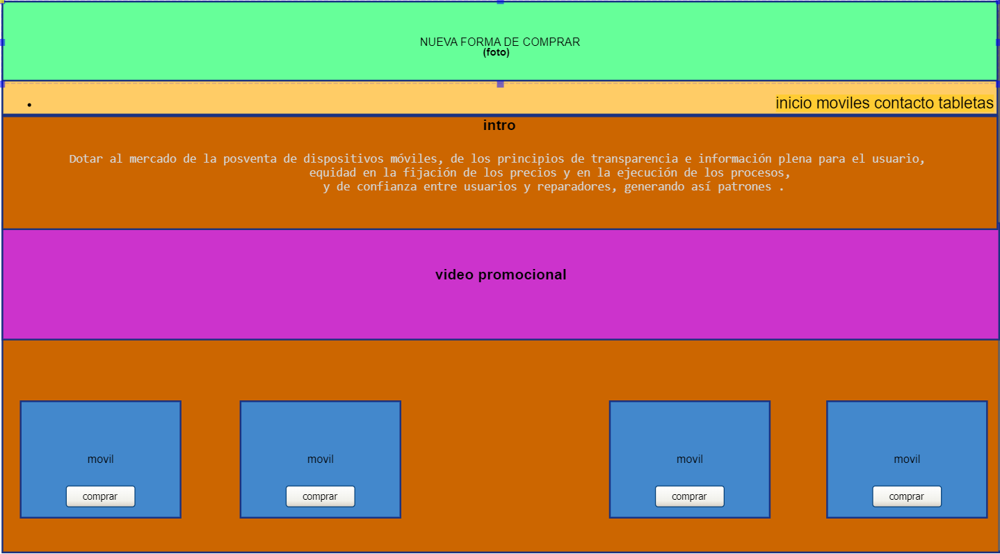 NUEVA FORMA DE COMPRAR
(foto)
inicio moviles contacto tabletas
intro
Dotar al mercado de la posventa de dispositivos móviles, de los principios de transparencia e información plena para el usuario,
equidad en la fijación de los precios y en la ejecución de los procesos,
y de confianza entre usuarios y reparadores, generando así patrones .
video promocional
movil movil movil movil
comprar comprar comprar comprar